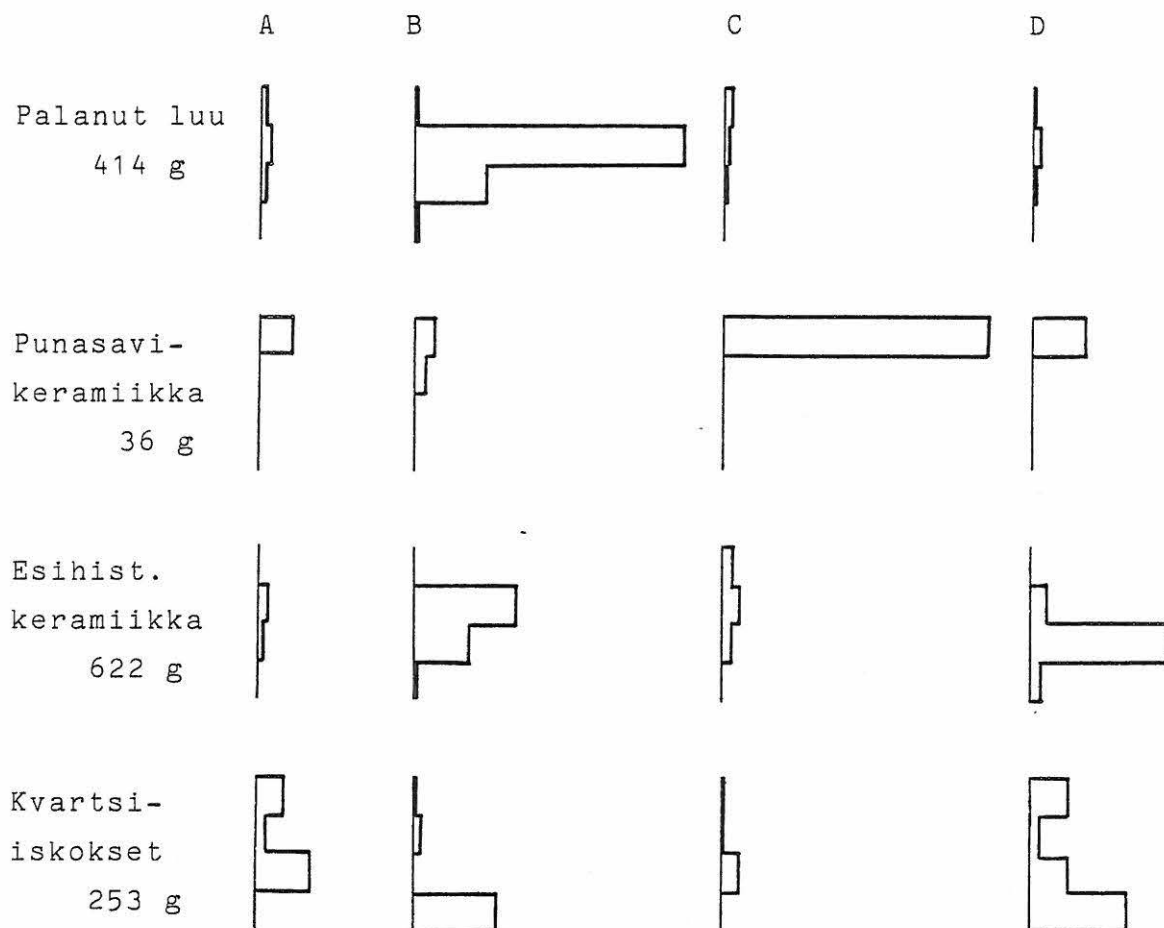 A B C D
Palanut luu
414 g
Punasavi-
keramiikka
36 g
Esihist.
keramiikka
622 g
Kvartsi-
iskokset
253 g